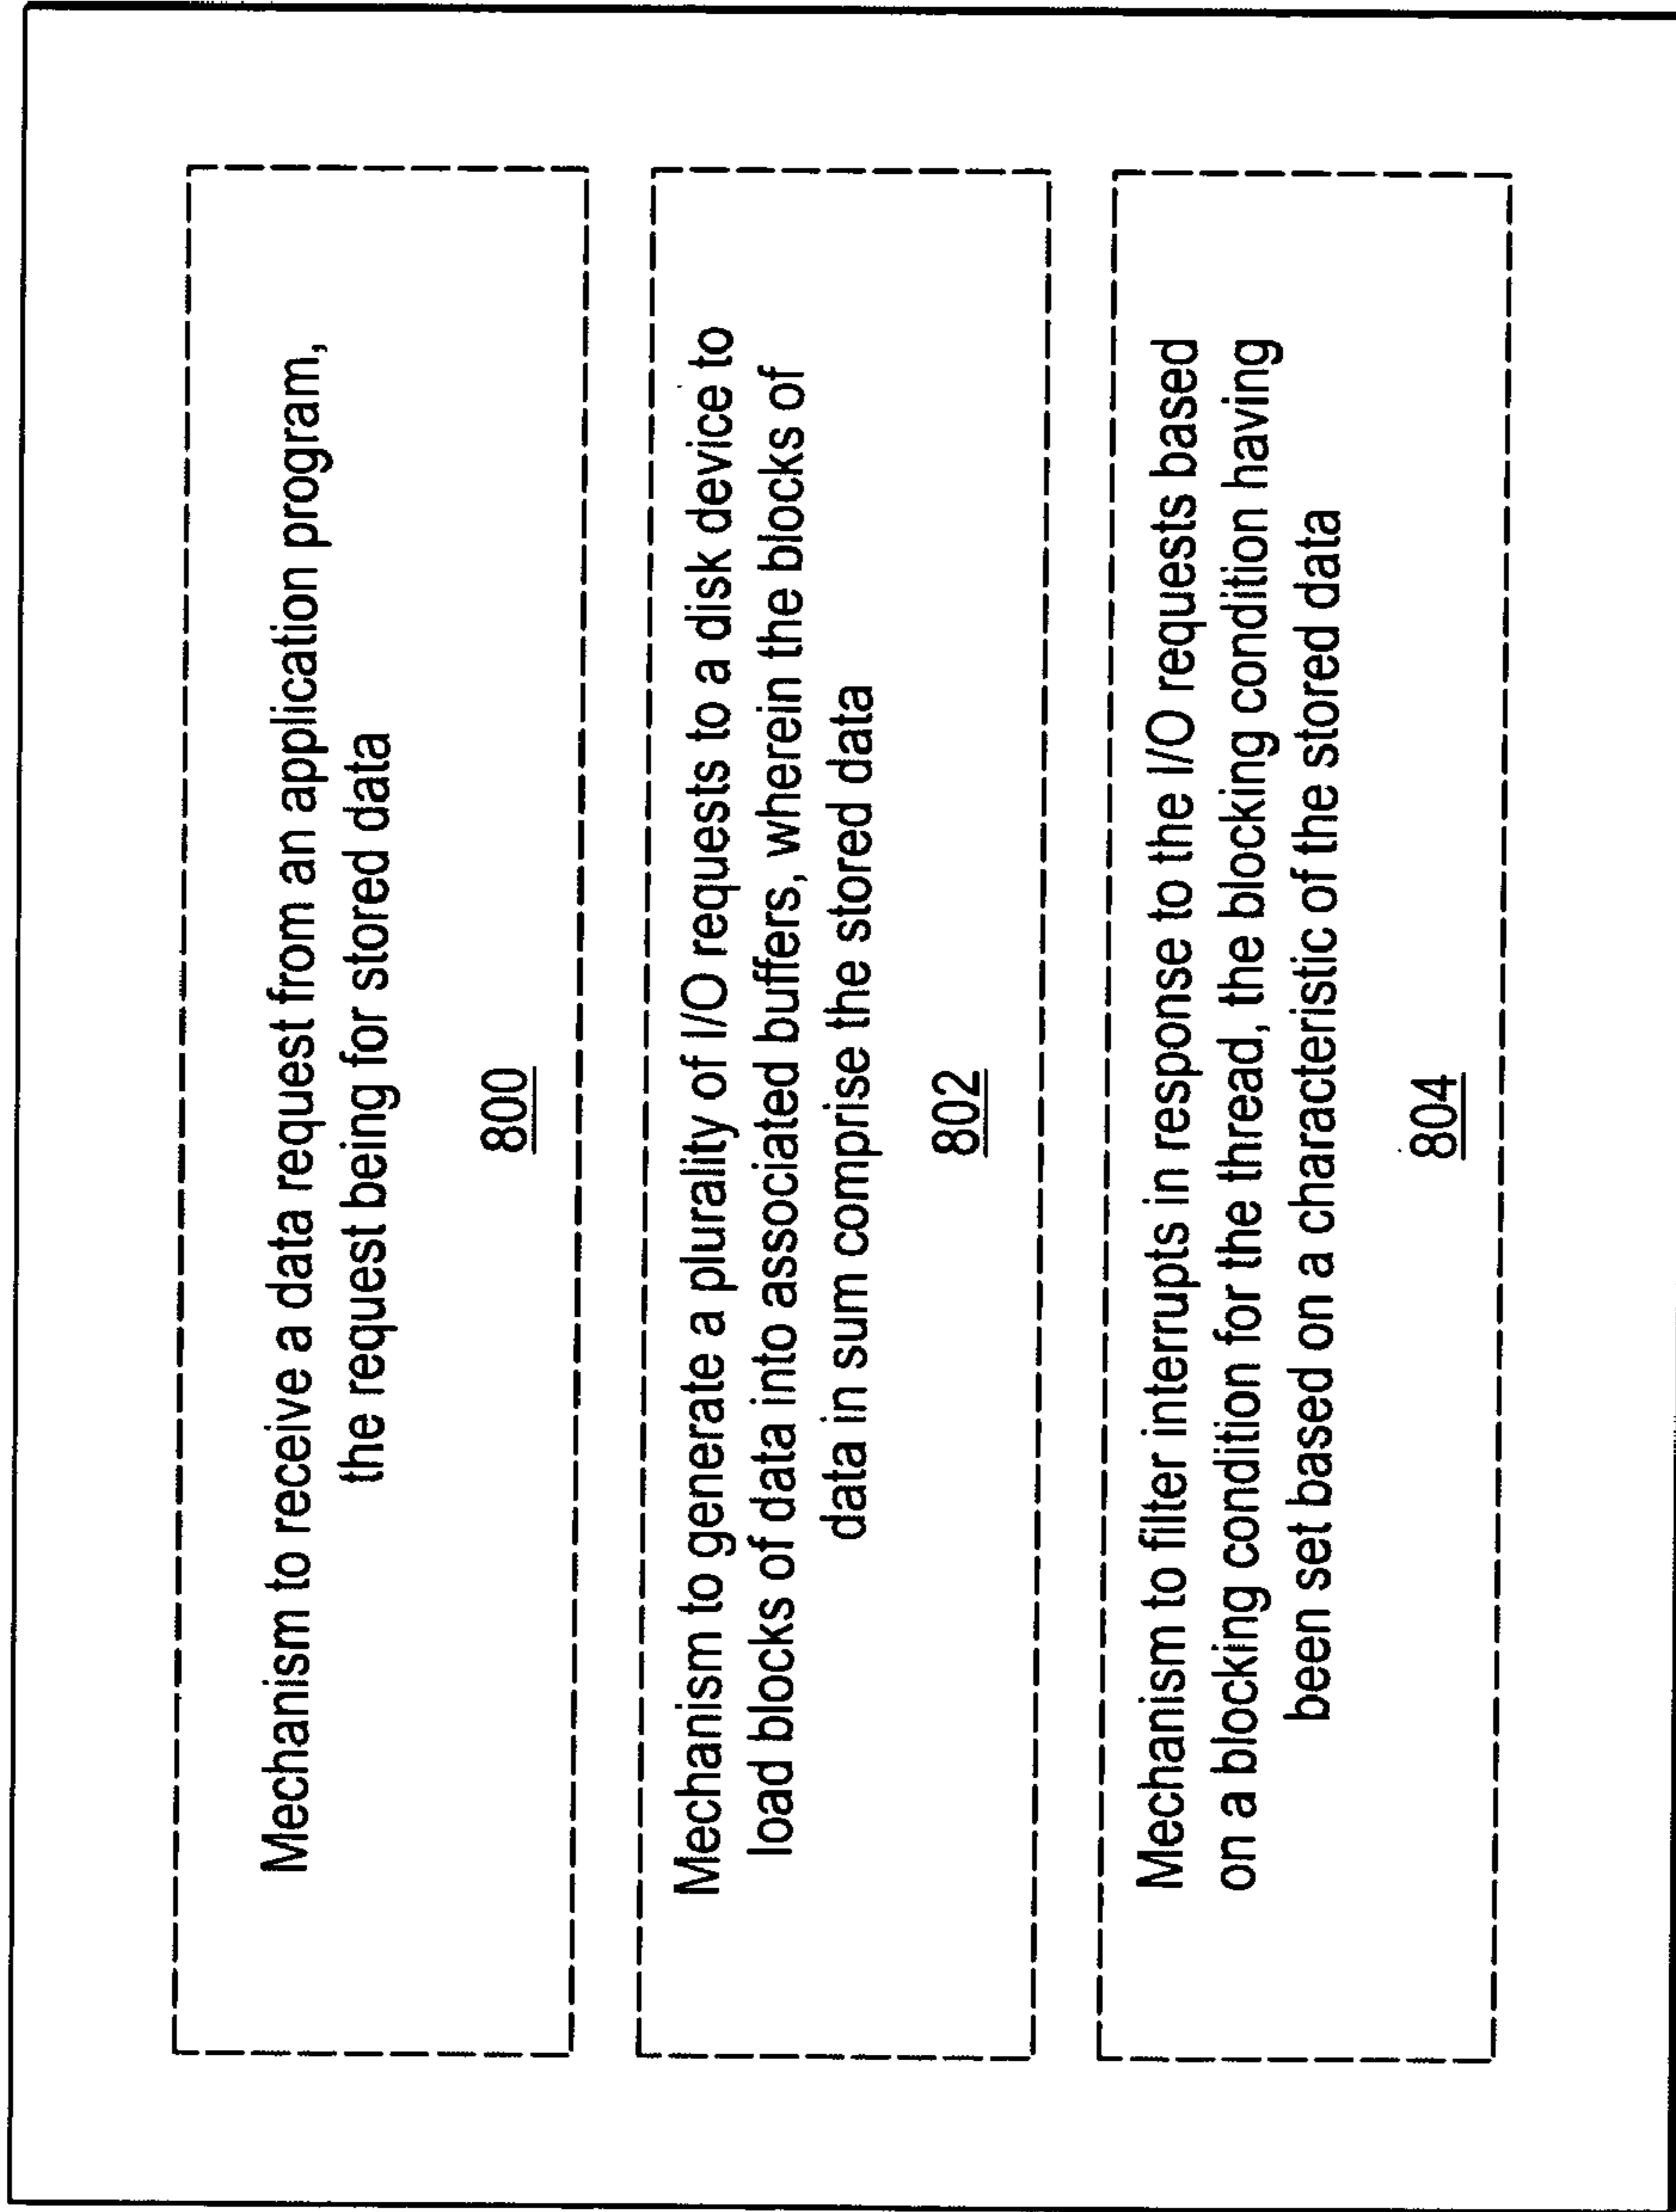 Mechanism to receive a data request from an application program,
the request being for stored data
800
Mechanism to generate a plurality of I/O requests to a disk device to
load blocks of data into associated buffers, wherein the blocks of
data in sum comprise the stored data
802
Mechanism to filter interrupts in response to the I/O requests based
on a blocking condition for the thread, the blocking condition having
been set based on a characteristic of the stored data
804